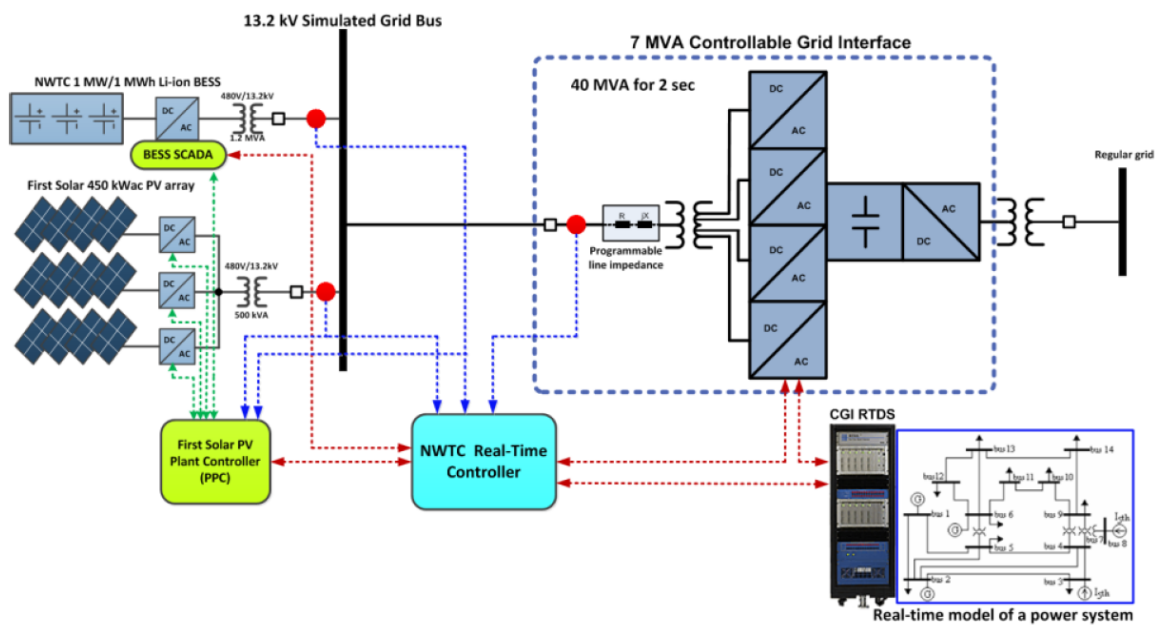 13.2 kV Simulated Grid Bus
7 MVA Controllable Grid Interface
NWTC 1 MW/1 MWh Li-ion BESS
40 MVA for 2 sec
480V/13.2kV
DC
AC
1.2 MVA
BESS SCADA
DC
AC
DC
AC
DC
AC
DC
AC
AC
DC
Regular grid
First Solar 450 kWac PV array
DC
AC
DC
AC
DC
AC
480V/13.2kV
500 kVA
R
jX
Programmable
line impedance
First Solar PV
Plant Controller
(PPC)
NWTC Real-Time
Controller
CGI RTDS
bus 13
bus 14
bus 12
bus 11
bus 10
bus 1
bus 6
bus 9
bus 7
bus 8
bus 5
bus 4
bus 2
bus 3
Real-time model of a power system